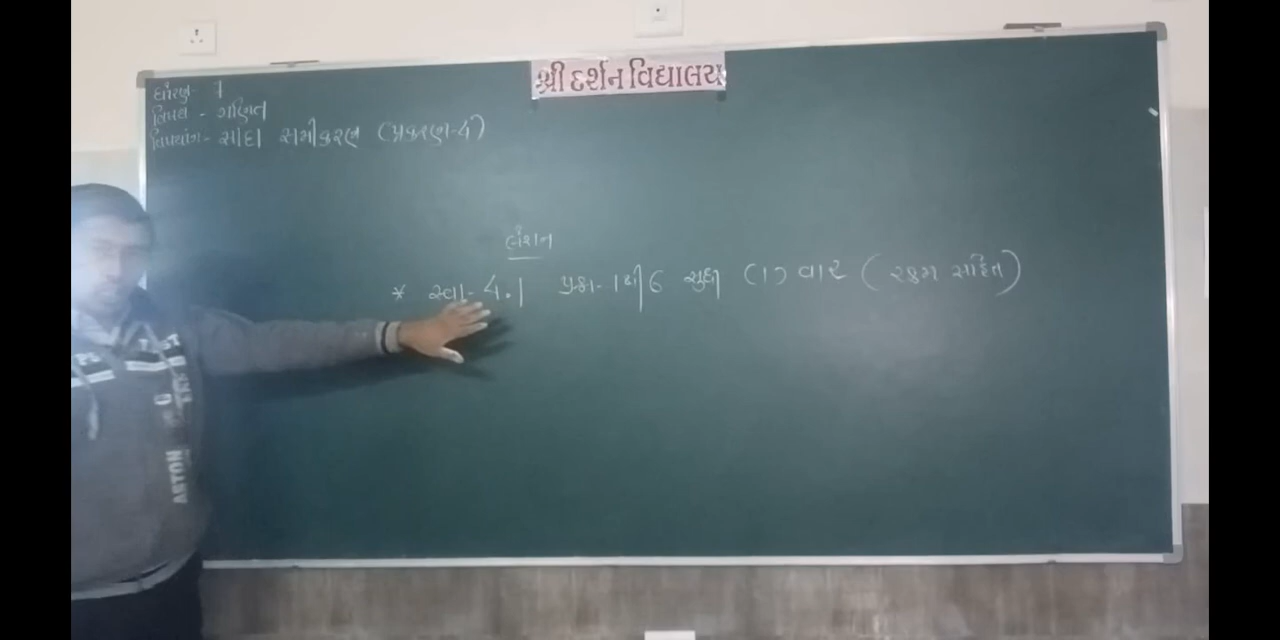 શ્રી દર્શન વિદ્યાલય
ધોરણ - 7
વિષય - ગણિત
વિષયાંગ - સાદા સમીકરણ (પ્રકરણ-4)
લેશન
* સ્વા - 4.1 પ્રશ્ન - 1 થી 6 સુધી (1) વાર (રકમ સહિત)